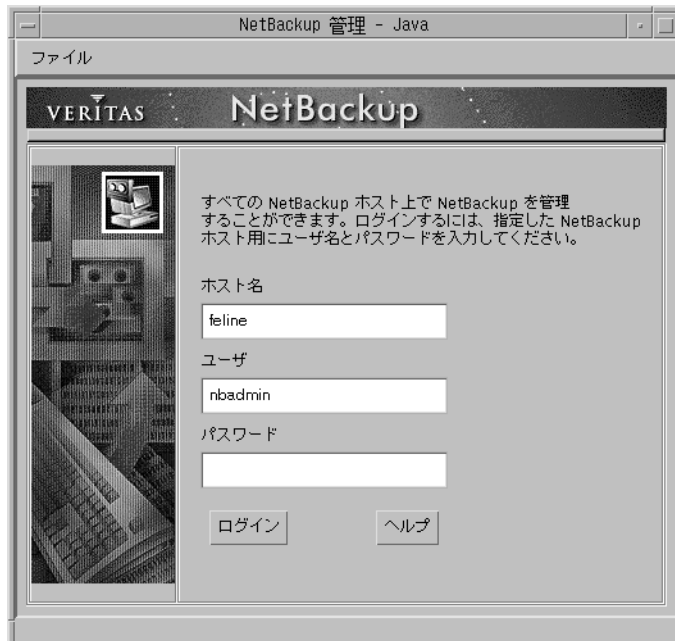 NetBackup 管理 - Java
ファイル
VERITAS NetBackup
すべての NetBackup ホスト上で NetBackup を管理
することができます。ログインするには、指定した NetBackup
ホスト用にユーザ名とパスワードを入力してください。
ホスト名
feline
ユーザ
nbadmin
パスワード
ログイン ヘルプ